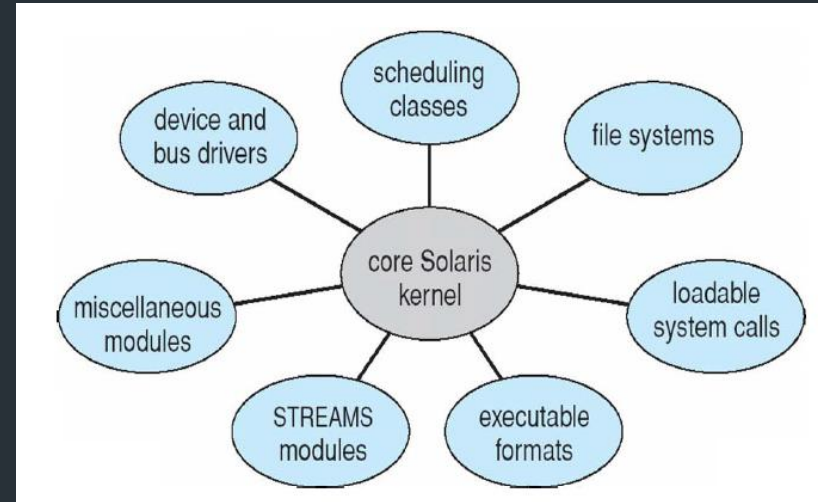 scheduling
classes
device and
bus drivers
file systems
core Solaris
kernel
miscellaneous
modules
loadable
system calls
STREAMS
modules
executable
formats